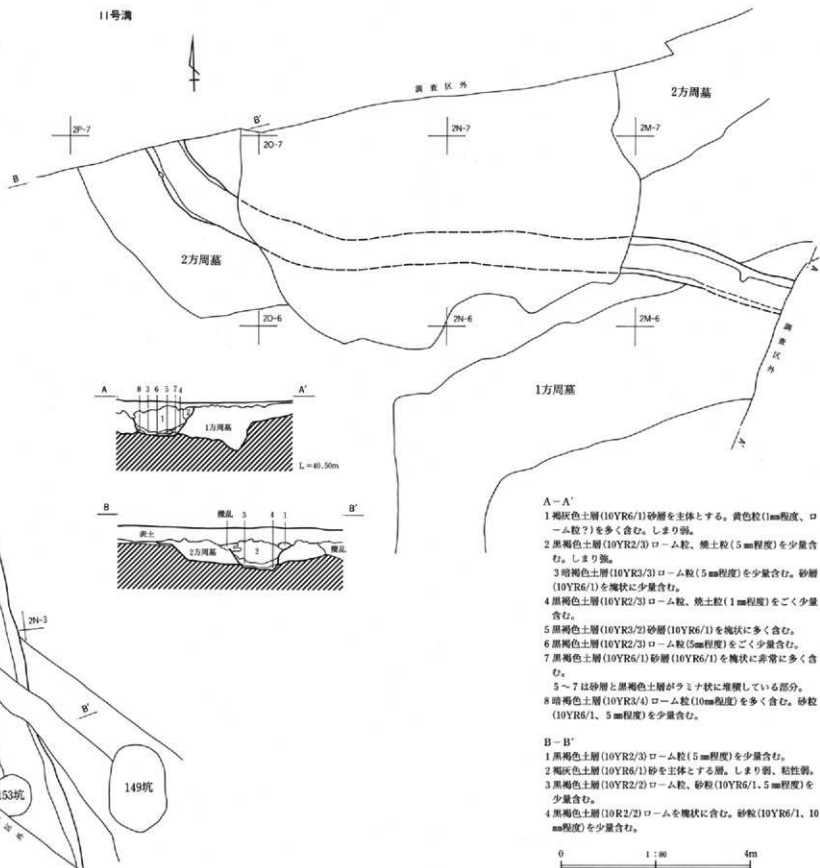 11号溝
調査区外
2方周墓
2P-7
B'
2O-7
2N-7
2M-7
B
2方周墓
A
2O-6
2N-6
2M-6
調査区外
1方周墓
A'
A
8 3 6 5 7 4
A'
1
2
1方周墓
L=40.50m
B
攪乱 3 4 1
B'
表土
2方周墓
2
攪乱
2N-3
B'
153坑
149坑
区外
A-A'
1 褐灰色土層(10YR6/1)砂層を主体とする。黄色粒(1㎜程度、ロ
ーム粒?)を多く含む。しまり弱。
2 黒褐色土層(10YR2/3)ローム粒、焼土粒(5㎜程度)を少量含
む。しまり強。
3 暗褐色土層(10YR3/3)ローム粒(5㎜程度)を少量含む。砂層
(10YR6/1)を塊状に少量含む。
4 黒褐色土層(10YR2/3)ローム粒、焼土粒(1㎜程度)をごく少量
含む。
5 黒褐色土層(10YR3/2)砂層(10YR6/1)を塊状に多く含む。
6 黒褐色土層(10YR2/3)ローム粒(5㎜程度)をごく少量含む。
7 黒褐色土層(10YR6/1)砂層(10YR6/1)を塊状に非常に多く含
む。
5～7は砂層と黒褐色土層がラミナ状に堆積している部分。
8 暗褐色土層(10YR3/4)ローム粒(10㎜程度)を多く含む。砂粒
(10YR6/1、5㎜程度)を少量含む。
B-B'
1 黒褐色土層(10YR2/3)ローム粒(5㎜程度)を少量含む。
2 褐灰色土層(10YR6/1)砂を主体とする層。しまり弱、粘性弱。
3 黒褐色土層(10YR2/2)ローム粒、砂粒(10YR6/1、5㎜程度)を
少量含む。
4 黒褐色土層(10R2/2)ロームを塊状に含む。砂粒(10YR6/1、10
㎜程度)を少量含む。
0 1:80 4m